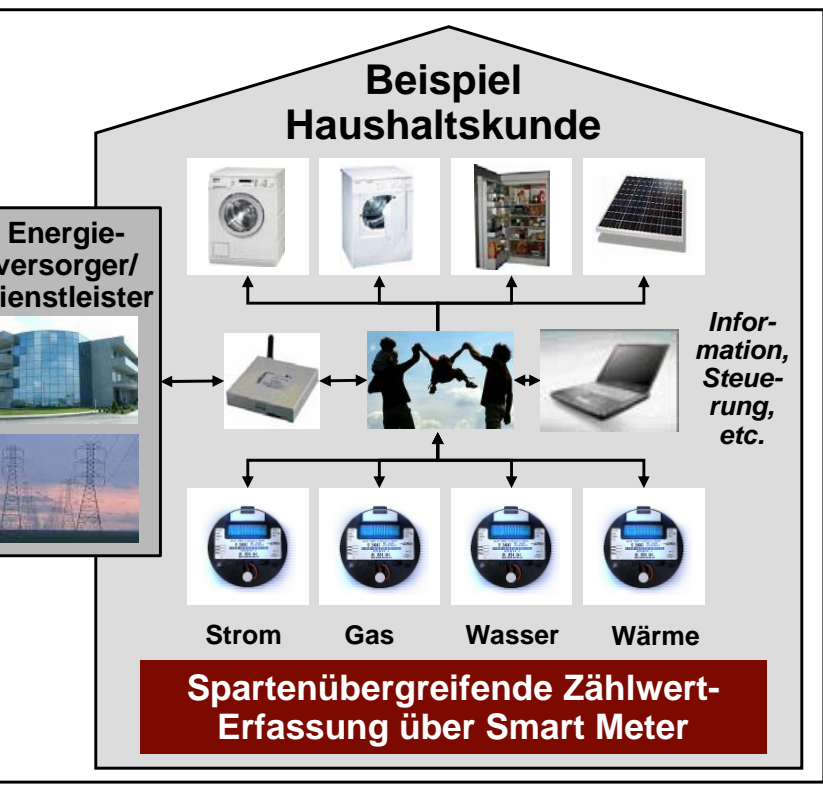 Beispiel
Haushaltskunde
Energie-
versorger/
ienstleister
Infor-
mation,
Steue-
rung,
etc.
Strom Gas Wasser Wärme
Spartenübergreifende Zählwert-
Erfassung über Smart Meter